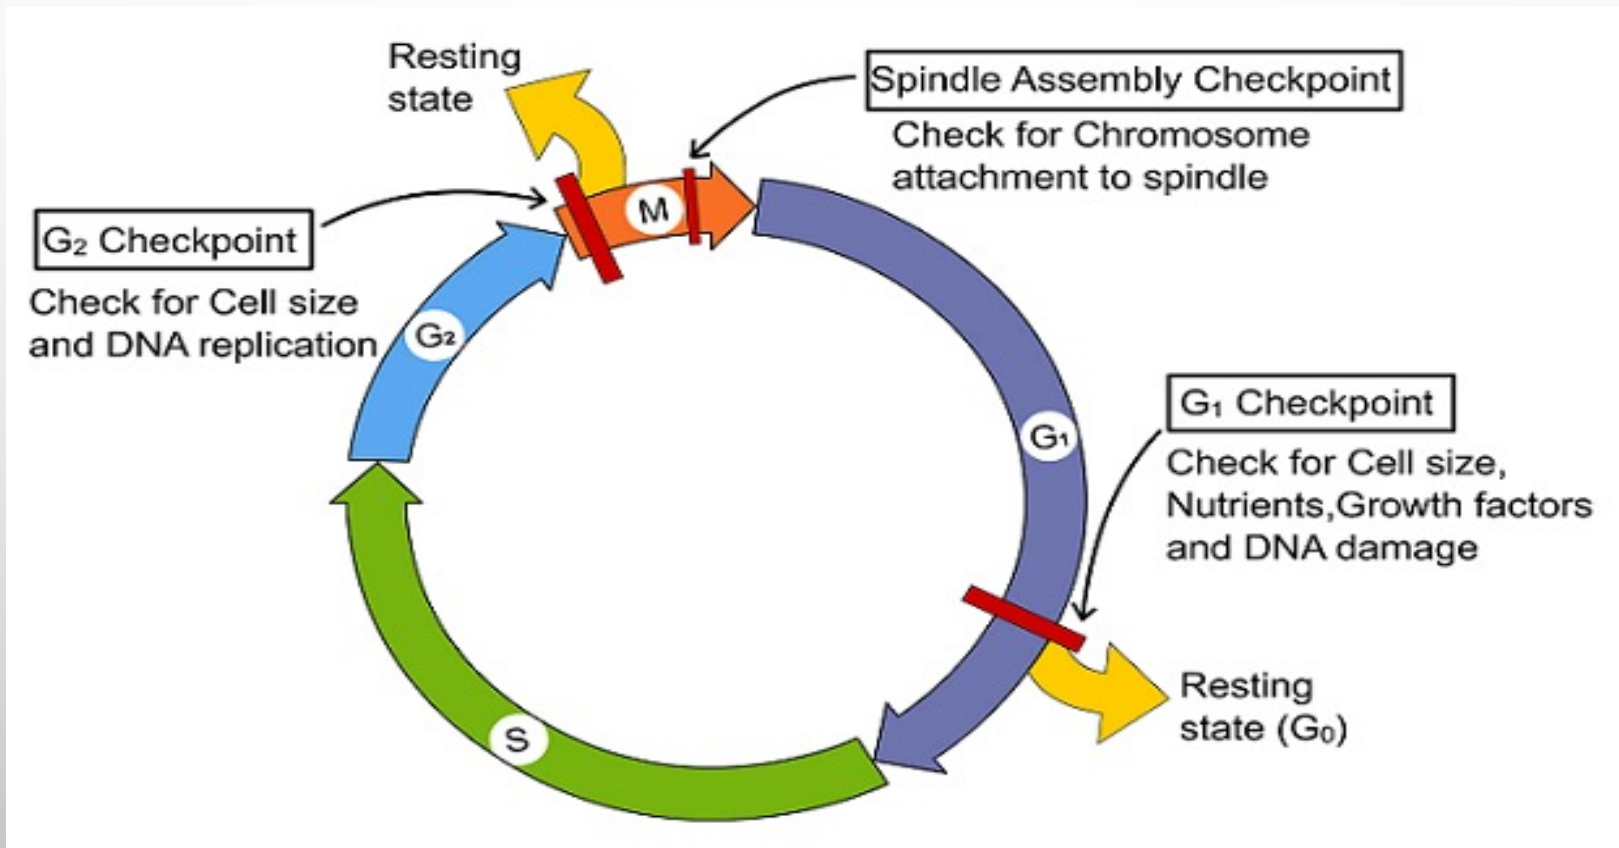 Resting
state
Spindle Assembly Checkpoint
Check for Chromosome
attachment to spindle
M
G₂ Checkpoint
Check for Cell size
and DNA replication
G₂
G₁
G₁ Checkpoint
Check for Cell size,
Nutrients,Growth factors
and DNA damage
Resting
state (G₀)
S